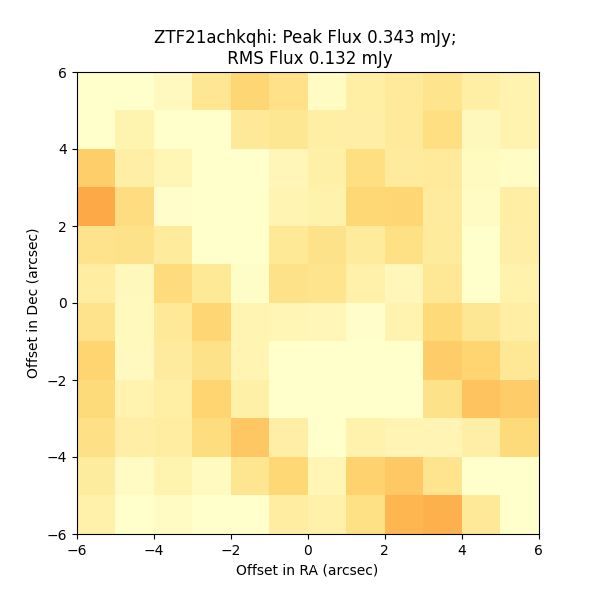 ZTF21achkqhi: Peak Flux 0.343 mJy;
RMS Flux 0.132 mJy
6
4
2
0
−2
−4
−6
Offset in Dec (arcsec)
−6 −4 −2 0 2 4 6
Offset in RA (arcsec)